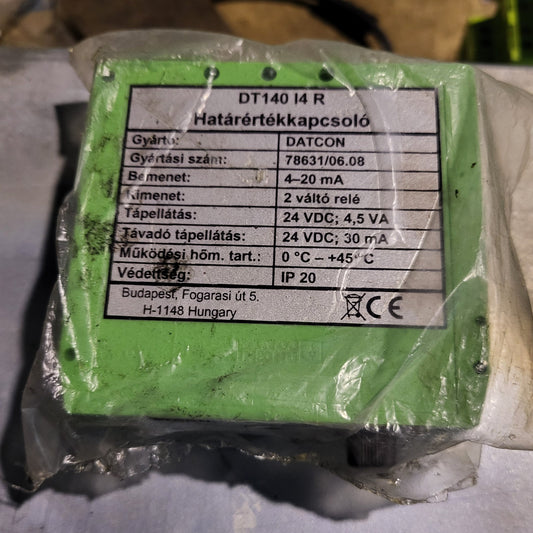 DT140 I4 R
Határértékkapcsoló
Gyártó: DATCON
Gyártási szám: 78631/06.08
Bemenet: 4–20 mA
Kimenet: 2 váltó relé
Tápellátás: 24 VDC; 4,5 VA
Távadó tápellátás: 24 VDC; 30 mA
Működési hőm. tart.: 0 °C – +45°C
Védettség: IP 20
Budapest, Fogarasi út 5.
H-1148 Hungary
CE